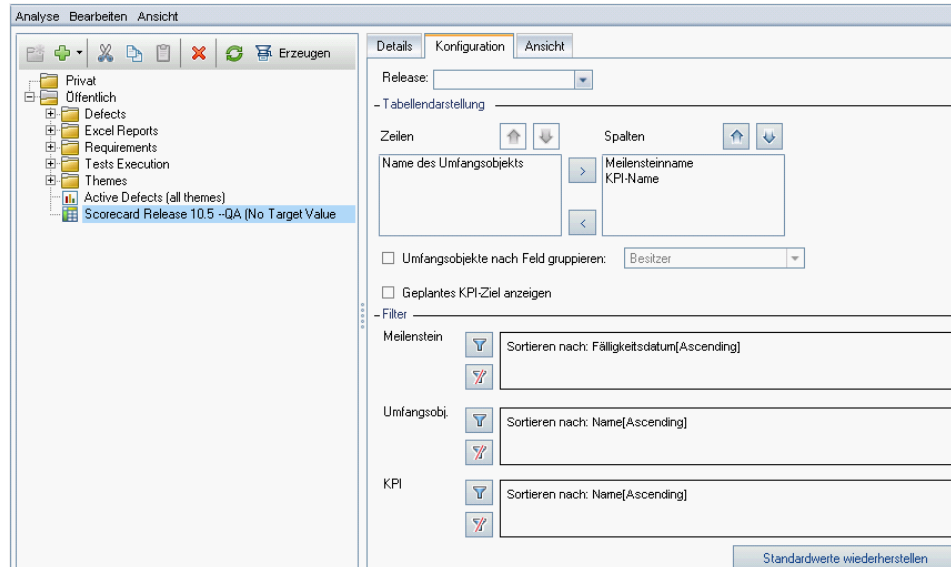 Analyse Bearbeiten Ansicht
Erzeugen
Privat
Öffentlich
Defects
Excel Reports
Requirements
Tests Execution
Themes
Active Defects (all themes)
Scorecard Release 10.5 --QA (No Target Value
Details Konfiguration Ansicht
Release:
Tabellendarstellung
Zeilen Spalten
Name des Umfangsobjekts
Meilensteinname
KPI-Name
> 
<
Umfangsobjekte nach Feld gruppieren: Besitzer
Geplantes KPI-Ziel anzeigen
Filter
Meilenstein
Sortieren nach: Fälligkeitsdatum[Ascending]
Umfangsobj.
Sortieren nach: Name[Ascending]
KPI
Sortieren nach: Name[Ascending]
Standardwerte wiederherstellen